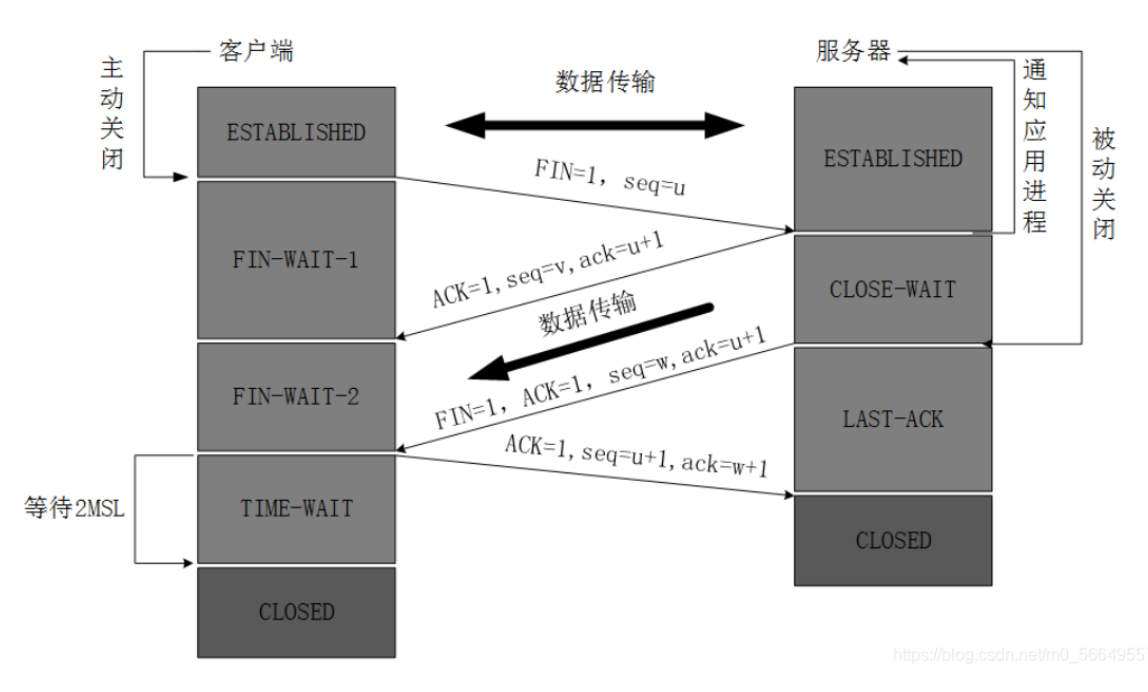 客户端
服务器
主动关闭
数据传输
通知应用进程
被动关闭
ESTABLISHED
ESTABLISHED
FIN=1, seq=u
FIN-WAIT-1
ACK=1,seq=v,ack=u+1
CLOSE-WAIT
数据传输
FIN-WAIT-2
FIN=1, ACK=1, seq=w,ack=u+1
LAST-ACK
ACK=1,seq=u+1,ack=w+1
等待2MSL
TIME-WAIT
CLOSED
CLOSED
https://blog.csdn.net/m0_5664955